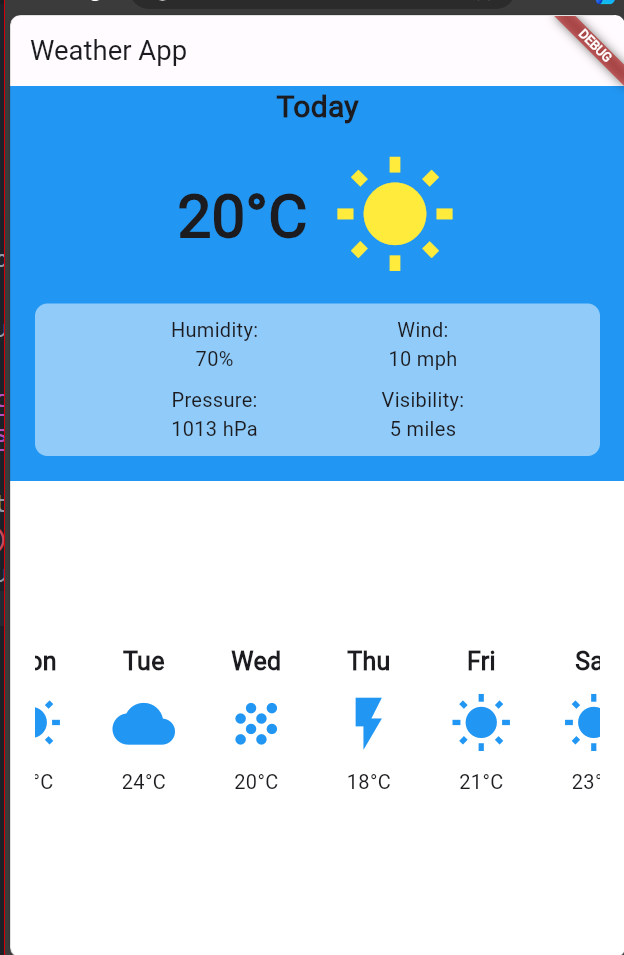 Weather App
DEBUG
Today
20°C
Humidity:
70%
Wind:
10 mph
Pressure:
1013 hPa
Visibility:
5 miles
on Tue Wed Thu Fri Sa
°C 24°C 20°C 18°C 21°C 23°